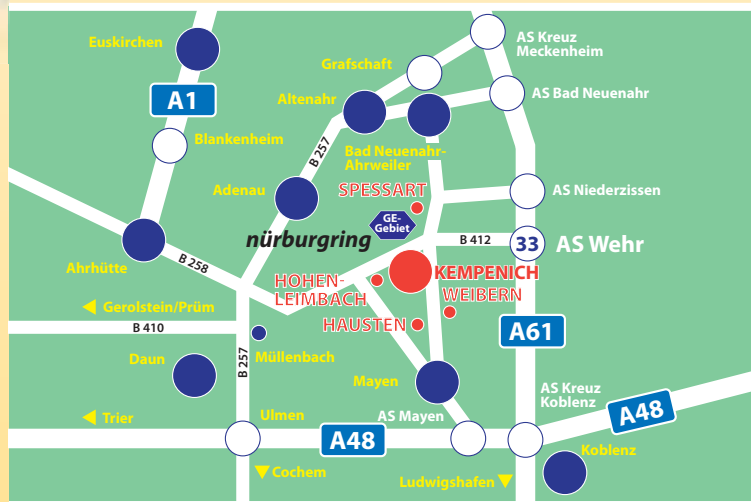 AS Kreuz
Meckenheim
Euskirchen
Grafschaft
A1
Altenahr
AS Bad Neuenahr
Blankenheim
B 257
Bad Neuenahr-
Ahrweiler
Adenau
SPESSART
AS Niederzissen
GE-
Gebiet
nürburgring
B 412
33
AS Wehr
Ahrhütte
B 258
KEMPENICH
HOHEN-
LEIMBACH
WEIBERN
Gerolstein/Prüm
B 410
HAUSTEN
A61
Daun
B 257
Müllenbach
Mayen
AS Kreuz
Koblenz
Trier
Ulmen
AS Mayen
A48
A48
Koblenz
Cochem
Ludwigshafen